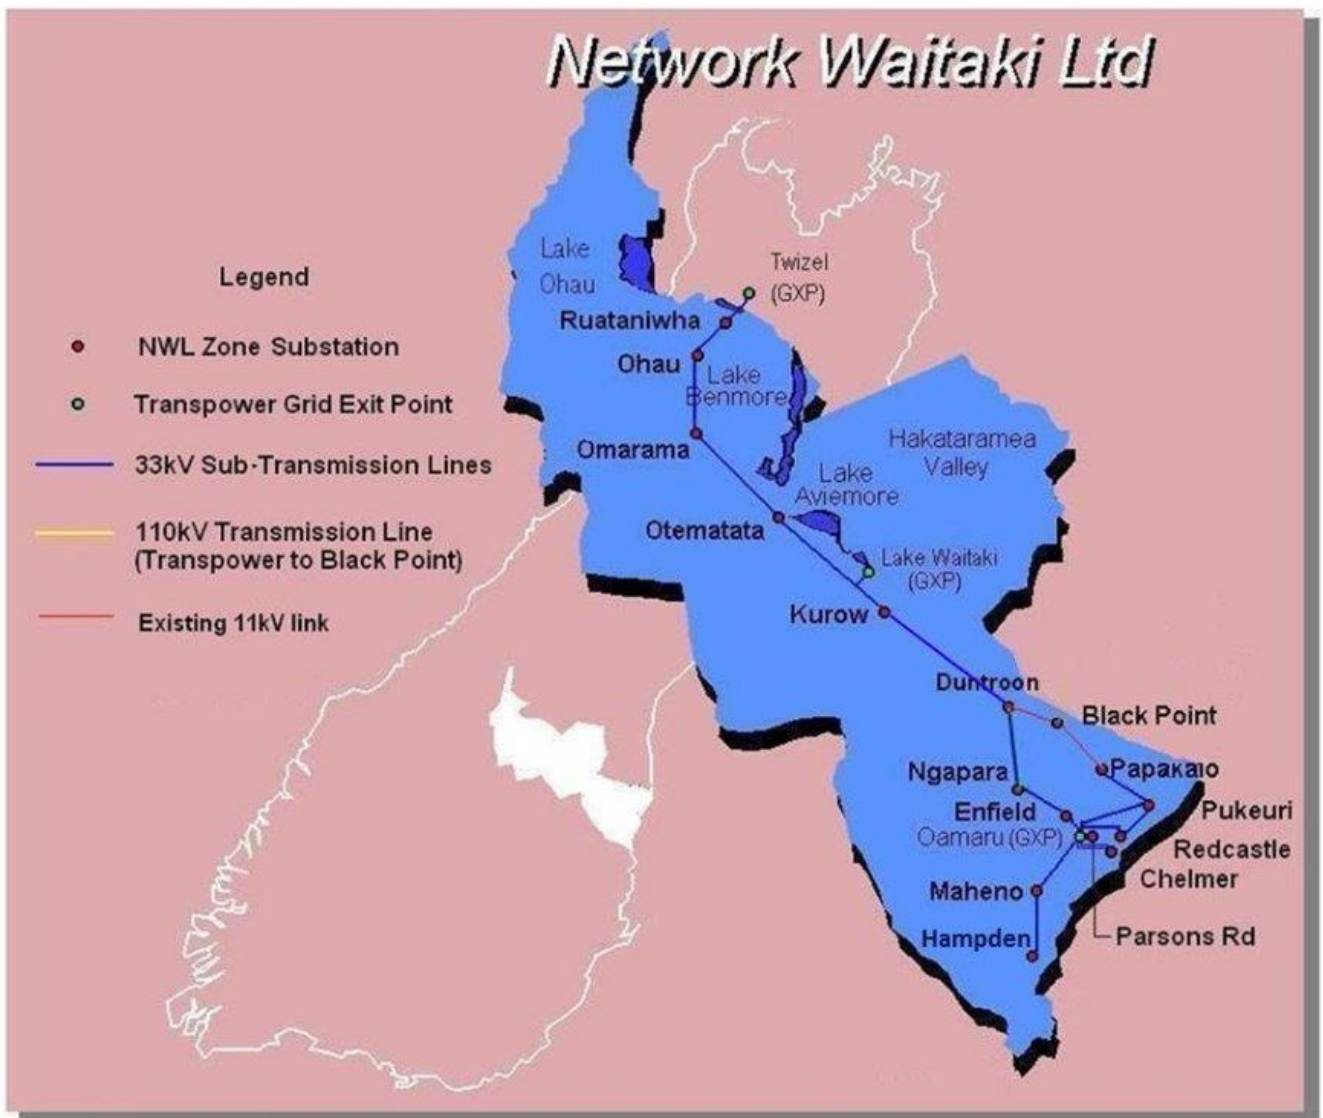 Network Waitaki Ltd
Lake
Ohau
Twizel
(GXP)
Legend
Ruataniwha
NWL Zone Substation
Ohau
Lake
Benmore
Transpower Grid Exit Point
Hakataramea
Valley
Omarama
33kV Sub-Transmission Lines
Lake
Aviemore
Otematata
110kV Transmission Line
(Transpower to Black Point)
Lake Waitaki
(GXP)
Kurow
Existing 11kV link
Duntroon
Black Point
Ngapara
Papakaio
Enfield
Pukeuri
Oamaru (GXP)
Redcastle
Chelmer
Maheno
Hampden
Parsons Rd